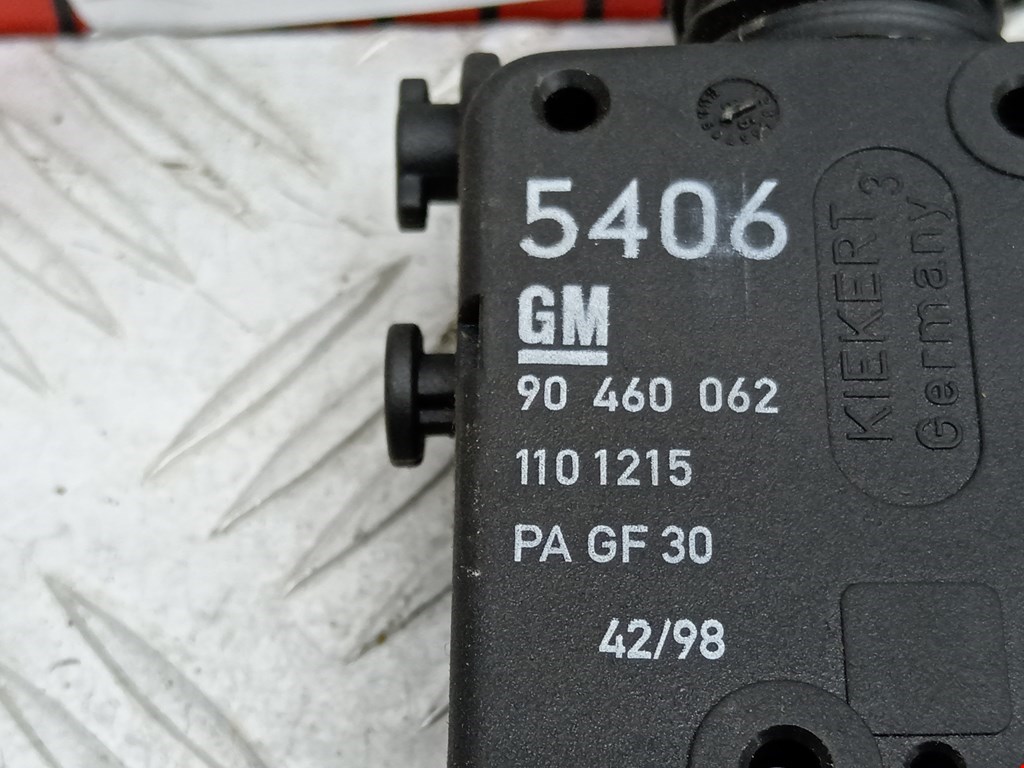 5406
GM
90 460 062
110 1215
PA GF 30
42/98
KIEKERT 3
Germany